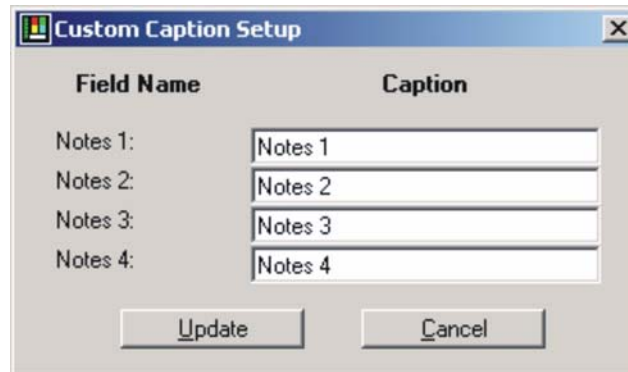 Custom Caption Setup
Field Name Caption
Notes 1: Notes 1
Notes 2: Notes 2
Notes 3: Notes 3
Notes 4: Notes 4
Update Cancel